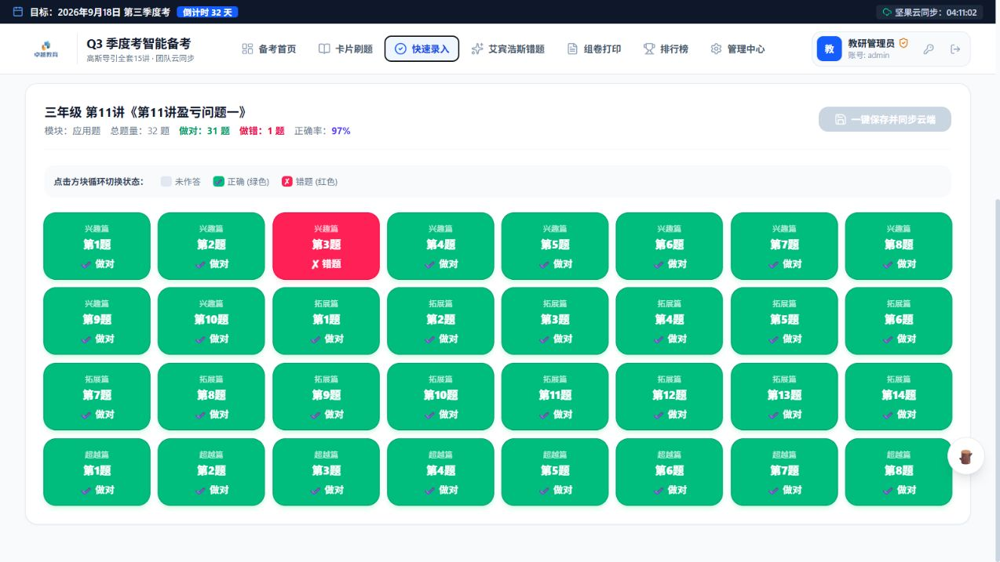 目标：2026年9月18日 第三季度考 倒计时 32 天 坚果云同步：04:11:02
卓越教育
Q3 季度考智能备考
高斯导引全套15讲 · 团队云同步
备考首页 卡片刷题 快速录入 艾宾浩斯错题 组卷打印 排行榜 管理中心
教 教研管理员
账号: admin
三年级 第11讲《第11讲盈亏问题一》
模块：应用题 总题量：32 题 做对：31 题 做错：1 题 正确率：97%
一键保存并同步云端
点击方块循环切换状态： 未作答 正确 (绿色) ✗ 错题 (红色)
兴趣篇 兴趣篇 兴趣篇 兴趣篇 兴趣篇 兴趣篇 兴趣篇 兴趣篇
第1题 第2题 第3题 第4题 第5题 第6题 第7题 第8题
✔ 做对 ✔ 做对 ✗ 错题 ✔ 做对 ✔ 做对 ✔ 做对 ✔ 做对 ✔ 做对
兴趣篇 兴趣篇 拓展篇 拓展篇 拓展篇 拓展篇 拓展篇 拓展篇
第9题 第10题 第1题 第2题 第3题 第4题 第5题 第6题
✔ 做对 ✔ 做对 ✔ 做对 ✔ 做对 ✔ 做对 ✔ 做对 ✔ 做对 ✔ 做对
拓展篇 拓展篇 拓展篇 拓展篇 拓展篇 拓展篇 拓展篇 拓展篇
第7题 第8题 第9题 第10题 第11题 第12题 第13题 第14题
✔ 做对 ✔ 做对 ✔ 做对 ✔ 做对 ✔ 做对 ✔ 做对 ✔ 做对 ✔ 做对
超越篇 超越篇 超越篇 超越篇 超越篇 超越篇 超越篇 超越篇
第1题 第2题 第3题 第4题 第5题 第6题 第7题 第8题
✔ 做对 ✔ 做对 ✔ 做对 ✔ 做对 ✔ 做对 ✔ 做对 ✔ 做对 ✔ 做对